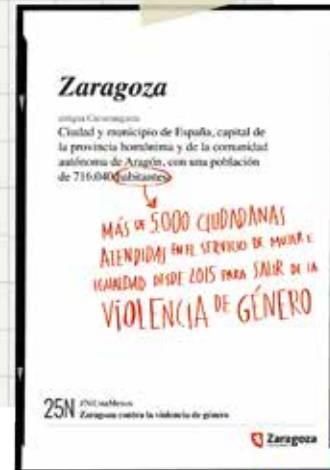 Zaragoza
antigua Caesaraugusta
Ciudad y municipio de España, capital de
la provincia homónima y de la comunidad
autónoma de Aragón, con una población
de 716.040 habitantes
MÁS DE 5000 CIUDADANAS
ATENDIDAS EN EL SERVICIO DE MUJER E
IGUALDAD DESDE 2015 PARA SALIR DE LA
VIOLENCIA DE GÉNERO
25N #NiUnaMenos
Zaragoza contra la violencia de género
Zaragoza